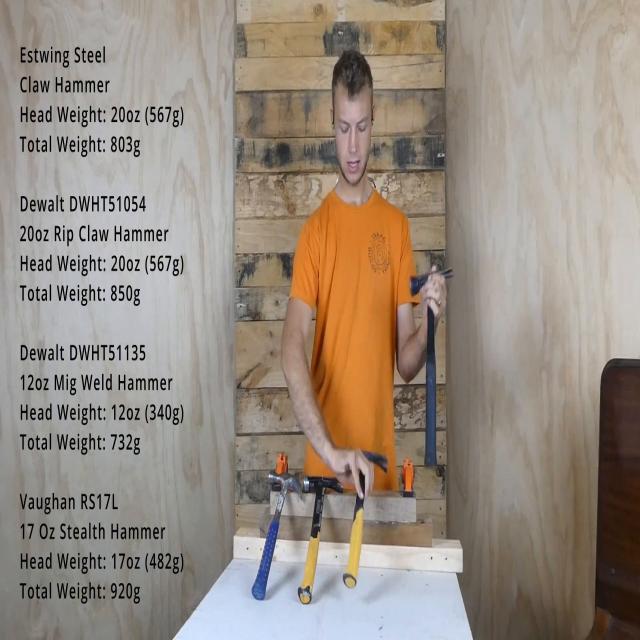 Estwing Steel
Claw Hammer
Head Weight: 20oz (567g)
Total Weight: 803g
Dewalt DWHT51054
20oz Rip Claw Hammer
Head Weight: 20oz (567g)
Total Weight: 850g
Dewalt DWHT51135
12oz Mig Weld Hammer
Head Weight: 12oz (340g)
Total Weight: 732g
Vaughan RS17L
17 Oz Stealth Hammer
Head Weight: 17oz (482g)
Total Weight: 920g